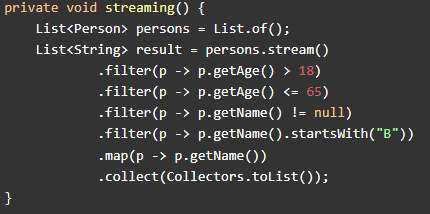 private void streaming() {
    List<Person> persons = List.of();
    List<String> result = persons.stream()
            .filter(p -> p.getAge() > 18)
            .filter(p -> p.getAge() <= 65)
            .filter(p -> p.getName() != null)
            .filter(p -> p.getName().startsWith("B"))
            .map(p -> p.getName())
            .collect(Collectors.toList());
}